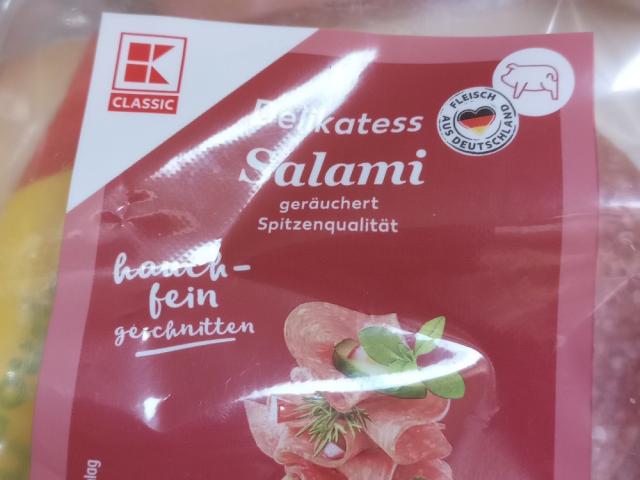 K
CLASSIC
Delikatess
Salami
geräuchert
Spitzenqualität
FLEISCH
AUS DEUTSCHLAND
hauch-
fein
geschnitten